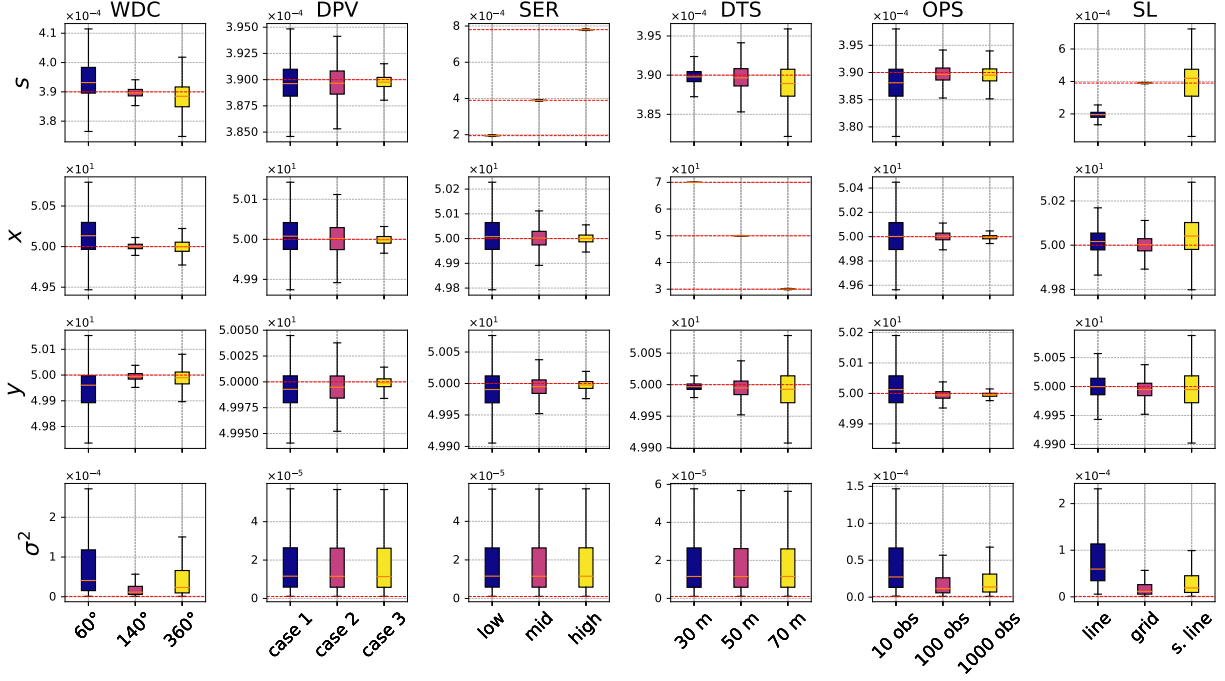 WDC DPV SER DTS OPS SL
s
×10⁻⁴ ×10⁻⁴ ×10⁻⁴ ×10⁻⁴ ×10⁻⁴ ×10⁻⁴
4.1 3.950 8 3.95 3.95 6
4.0 3.925 6 3.90 3.90 4
3.9 3.900 4 3.85 3.85 2
3.8 3.875 2 3.80
3.850
x
×10¹ ×10¹ ×10¹ ×10¹ ×10¹ ×10¹
5.05 5.01 5.02 7 5.04 5.02
5.00 5.00 5.01 6 5.02 5.00
4.95 4.99 5.00 5 5.00 4.98
4.99 4 4.98
4.98 3 4.96
y
×10¹ ×10¹ ×10¹ ×10¹ ×10¹ ×10¹
5.01 5.0050 5.005 5.005 5.02 5.005
5.00 5.0025 5.000 5.000 5.01 5.000
4.99 5.0000 4.995 4.995 5.00 4.995
4.98 4.9975 4.990 4.990 4.99 4.990
4.9950
σ²
×10⁻⁴ ×10⁻⁵ ×10⁻⁵ ×10⁻⁵ ×10⁻⁴ ×10⁻⁴
2 4 4 6 1.5 2
1 2 2 4 1.0 1
0 0 0 2 0.5 0
0 0.0
60° 140° 360° case 1 case 2 case 3 low mid high 30 m 50 m 70 m 10 obs 100 obs 1000 obs line grid s. line